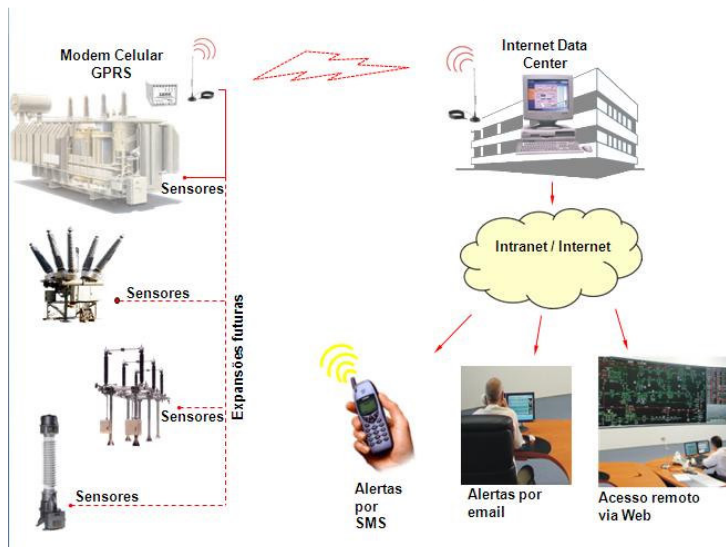 Modem Celular
GPRS
Internet Data
Center
Sensores
Intranet / Internet
Sensores
Expansões futuras
Sensores
Sensores
Alertas
por
SMS
Alertas por
email
Acesso remoto
via Web